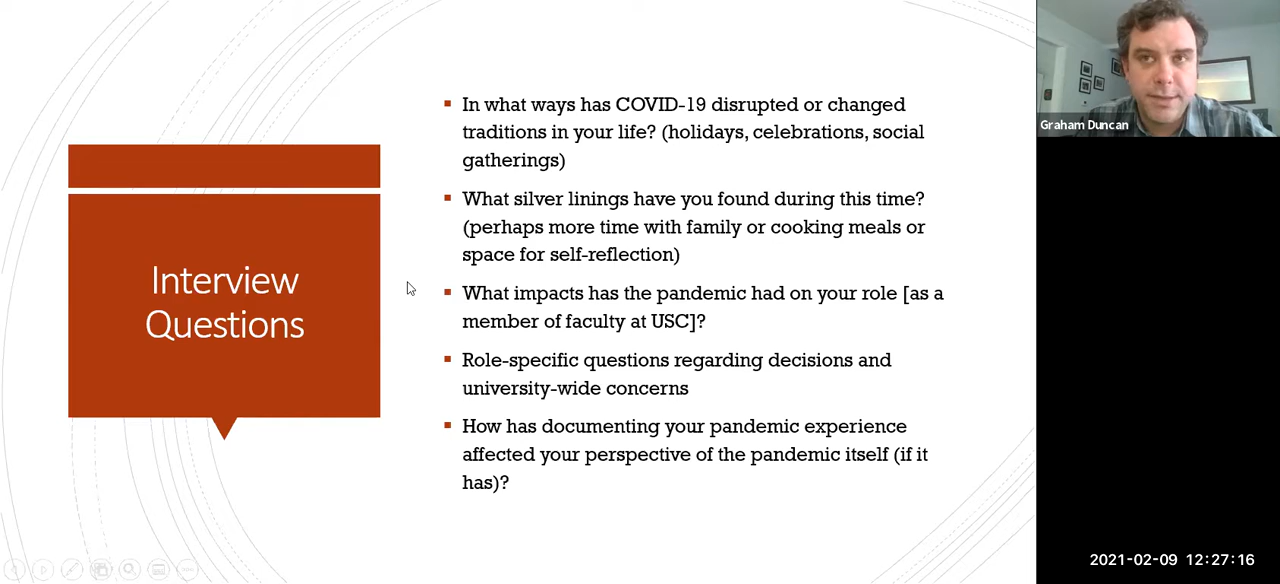 Interview
Questions
In what ways has COVID-19 disrupted or changed
traditions in your life? (holidays, celebrations, social
gatherings)
What silver linings have you found during this time?
(perhaps more time with family or cooking meals or
space for self-reflection)
What impacts has the pandemic had on your role [as a
member of faculty at USC]?
Role-specific questions regarding decisions and
university-wide concerns
How has documenting your pandemic experience
affected your perspective of the pandemic itself (if it
has)?
Graham Duncan
2021-02-09 12:27:16